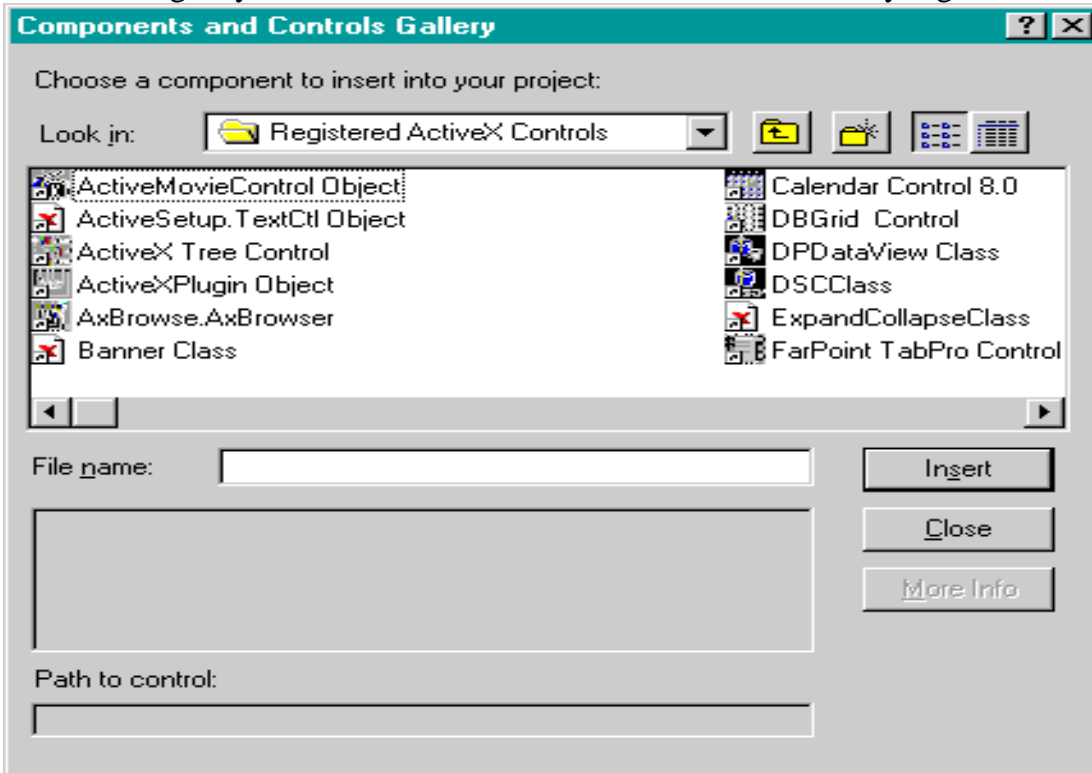 Components and Controls Gallery
Choose a component to insert into your project:
Look in: Registered ActiveX Controls
ActiveMovieControl Object Calendar Control 8.0
ActiveSetup.TextCtl Object DBGrid Control
ActiveX Tree Control DPDataView Class
ActiveXPlugin Object DSCClass
AxBrowse.AxBrowser ExpandCollapseClass
Banner Class FarPoint TabPro Control
File name: Insert
Close
More Info
Path to control: